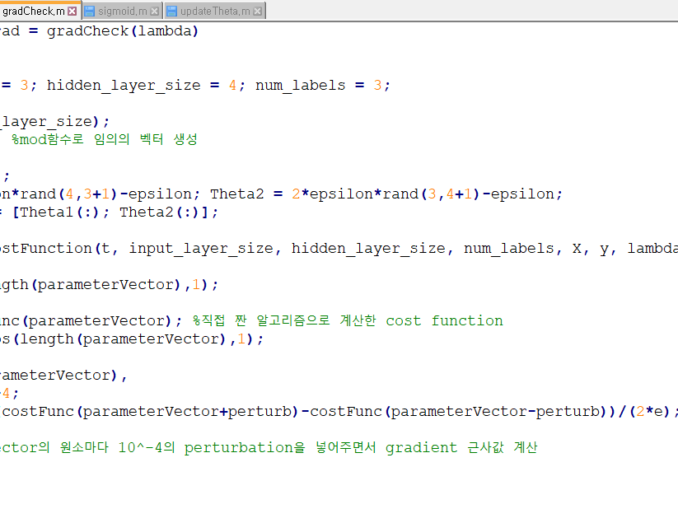 gradCheck.m sigmoid.m updateTheta.m
ad = gradCheck(lambda)
= 3; hidden_layer_size = 4; num_labels = 3;
layer_size);
%mod함수로 임의의 벡터 생성
;
n*rand(4,3+1)-epsilon; Theta2 = 2*epsilon*rand(3,4+1)-epsilon;
= [Theta1(:); Theta2(:)];
ostFunction(t, input_layer_size, hidden_layer_size, num_labels, X, y, lambda
gth(parameterVector),1);
nc(parameterVector); %직접 짠 알고리즘으로 계산한 cost function
os(length(parameterVector),1);
rameterVector),
-4;
costFunc(parameterVector+perturb)-costFunc(parameterVector-perturb))/(2*e);
ector의 원소마다 10^-4의 perturbation을 넣어주면서 gradient 근사값 계산